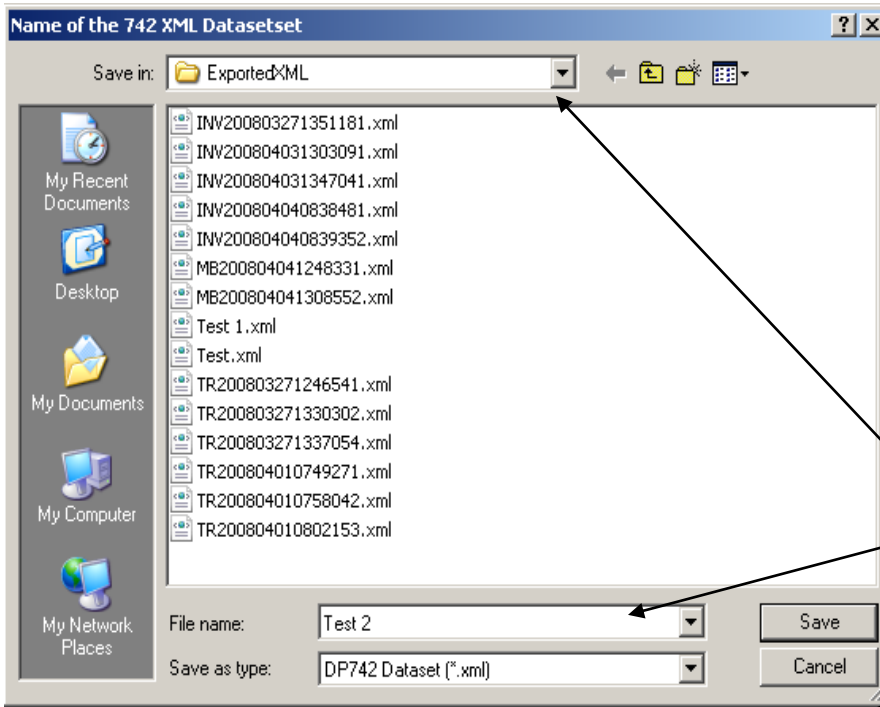 Name of the 742 XML Datasetset
Save in:
ExportedXML
My Recent
Documents
Desktop
My Documents
My Computer
My Network
Places
INV200803271351181.xml
INV200804031303091.xml
INV200804031347041.xml
INV200804040838481.xml
INV200804040839352.xml
MB200804041248331.xml
MB200804041308552.xml
Test 1.xml
Test.xml
TR200803271246541.xml
TR200803271330302.xml
TR200803271337054.xml
TR200804010749271.xml
TR200804010758042.xml
TR200804010802153.xml
File name:
Test 2
Save
Save as type:
DP742 Dataset (*.xml)
Cancel